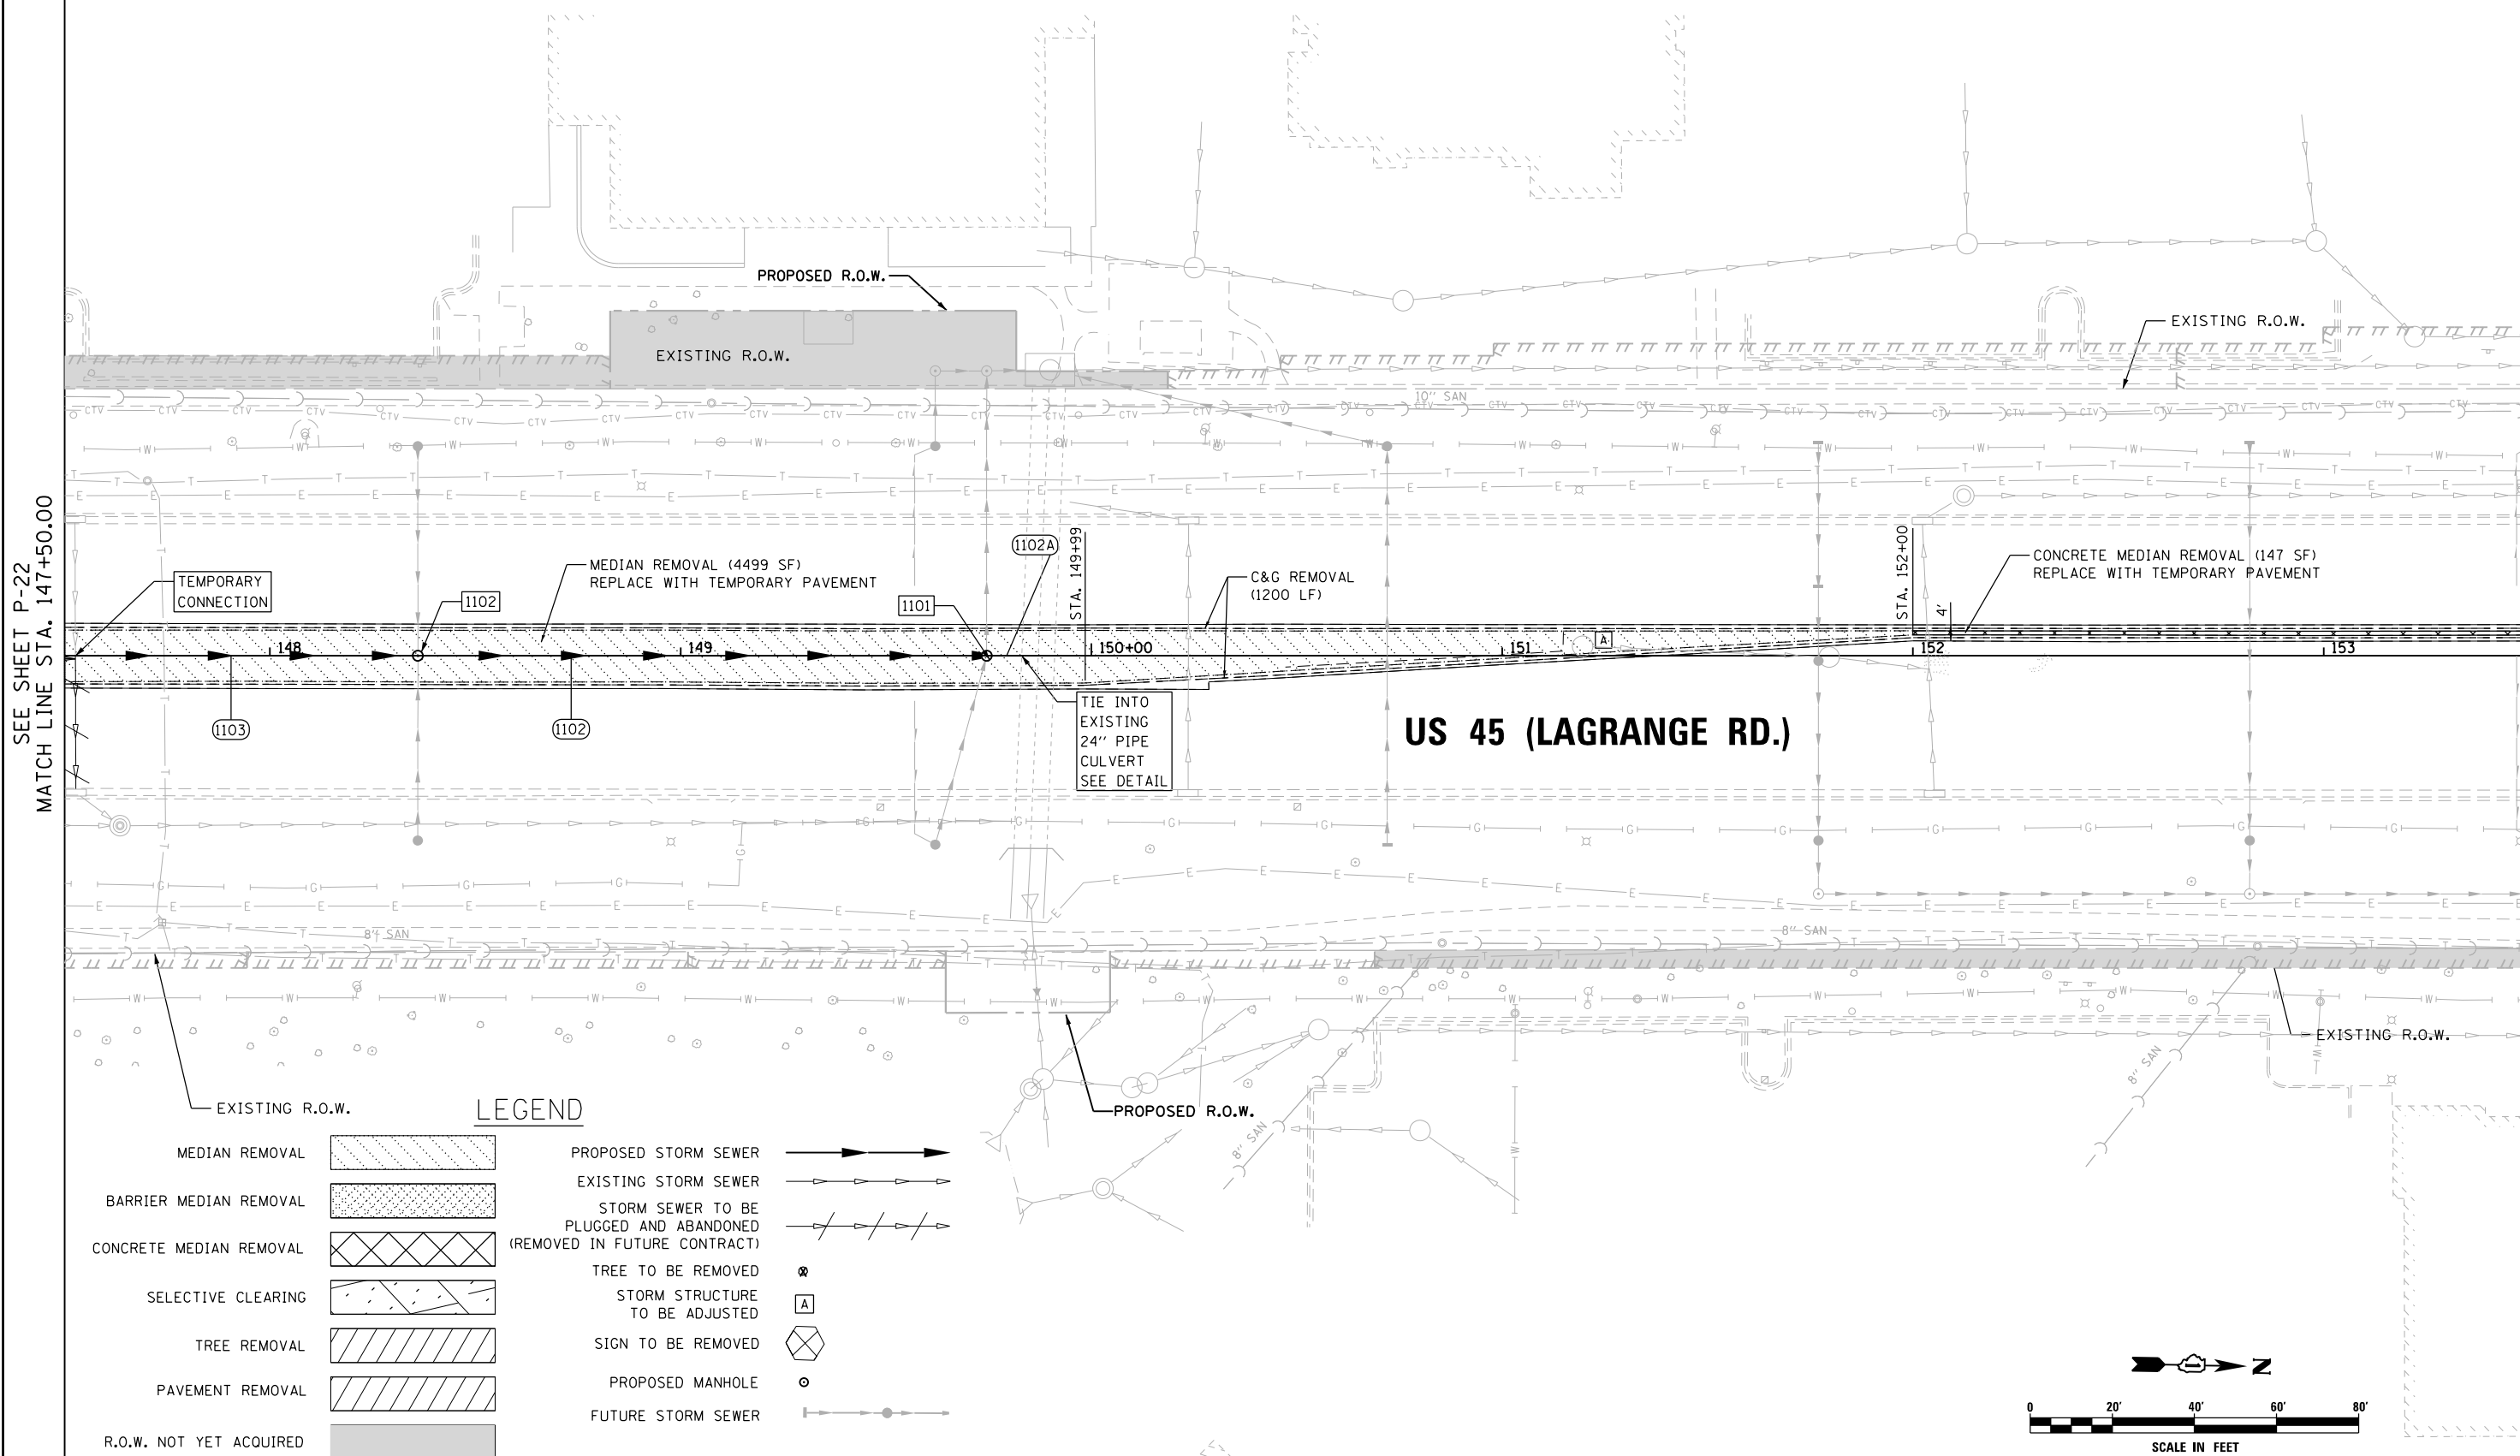 SEE SHEET P-22
MATCH LINE STA. 147+50.00
PROPOSED R.O.W.
EXISTING R.O.W.
EXISTING R.O.W.
10" SAN
TEMPORARY
CONNECTION
1102
MEDIAN REMOVAL (4499 SF)
REPLACE WITH TEMPORARY PAVEMENT
1101
1102A
STA. 149+99
C&G REMOVAL
(1200 LF)
STA. 152+00
4'
CONCRETE MEDIAN REMOVAL (147 SF)
REPLACE WITH TEMPORARY PAVEMENT
A
148
149
150+00
151
152
153
1103
1102
TIE INTO
EXISTING
24" PIPE
CULVERT
SEE DETAIL
US 45 (LAGRANGE RD.)
8" SAN
8" SAN
8" SAN
8" SAN
EXISTING R.O.W.
EXISTING R.O.W.
PROPOSED R.O.W.
LEGEND
MEDIAN REMOVAL
BARRIER MEDIAN REMOVAL
CONCRETE MEDIAN REMOVAL
SELECTIVE CLEARING
TREE REMOVAL
PAVEMENT REMOVAL
R.O.W. NOT YET ACQUIRED
PROPOSED STORM SEWER
EXISTING STORM SEWER
STORM SEWER TO BE
PLUGGED AND ABANDONED
(REMOVED IN FUTURE CONTRACT)
TREE TO BE REMOVED
STORM STRUCTURE
TO BE ADJUSTED
A
SIGN TO BE REMOVED
PROPOSED MANHOLE
FUTURE STORM SEWER
N
0 20' 40' 60' 80'
SCALE IN FEET